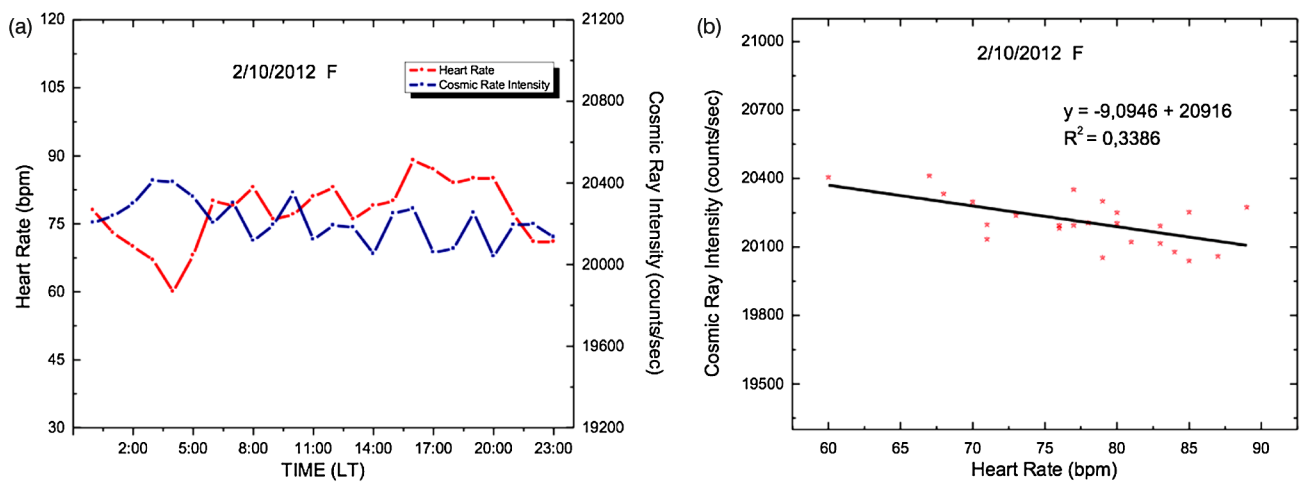 (a)
2/10/2012 F
Heart Rate
Cosmic Rate Intensity
Heart Rate (bpm)
120
105
90
75
60
45
30
21200
20800
20400
20000
19600
19200
Cosmic Ray Intensity (counts/sec)
2:00 5:00 8:00 11:00 14:00 17:00 20:00 23:00
TIME (LT)
(b)
2/10/2012 F
y = -9,0946 + 20916
R² = 0,3386
Cosmic Ray Intensity (counts/sec)
21000
20700
20400
20100
19800
19500
60 65 70 75 80 85 90
Heart Rate (bpm)